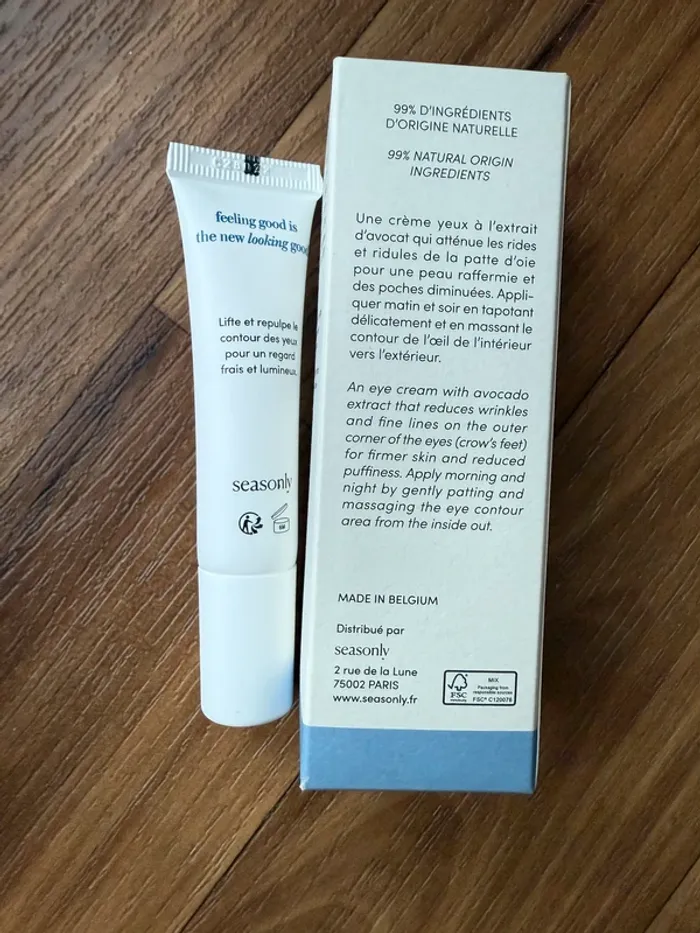 feeling good is
the new looking goo
Lifte et repulpe le
contour des yeux
pour un regard
frais et lumineux.
seasonly
99% D'INGRÉDIENTS
D'ORIGINE NATURELLE
99% NATURAL ORIGIN
INGREDIENTS
Une crème yeux à l'extrait
d'avocat qui atténue les rides
et ridules de la patte d'oie
pour une peau raffermie et
des poches diminuées. Appli-
quer matin et soir en tapotant
délicatement et en massant le
contour de l'œil de l'intérieur
vers l'extérieur.
An eye cream with avocado
extract that reduces wrinkles
and fine lines on the outer
corner of the eyes (crow's feet)
for firmer skin and reduced
puffiness. Apply morning and
night by gently patting and
massaging the eye contour
area from the inside out.
MADE IN BELGIUM
Distribué par
seasonly
2 rue de la Lune
75002 PARIS
www.seasonly.fr
FSC
MIX
Packaging from
responsible sources
FSC® C120076